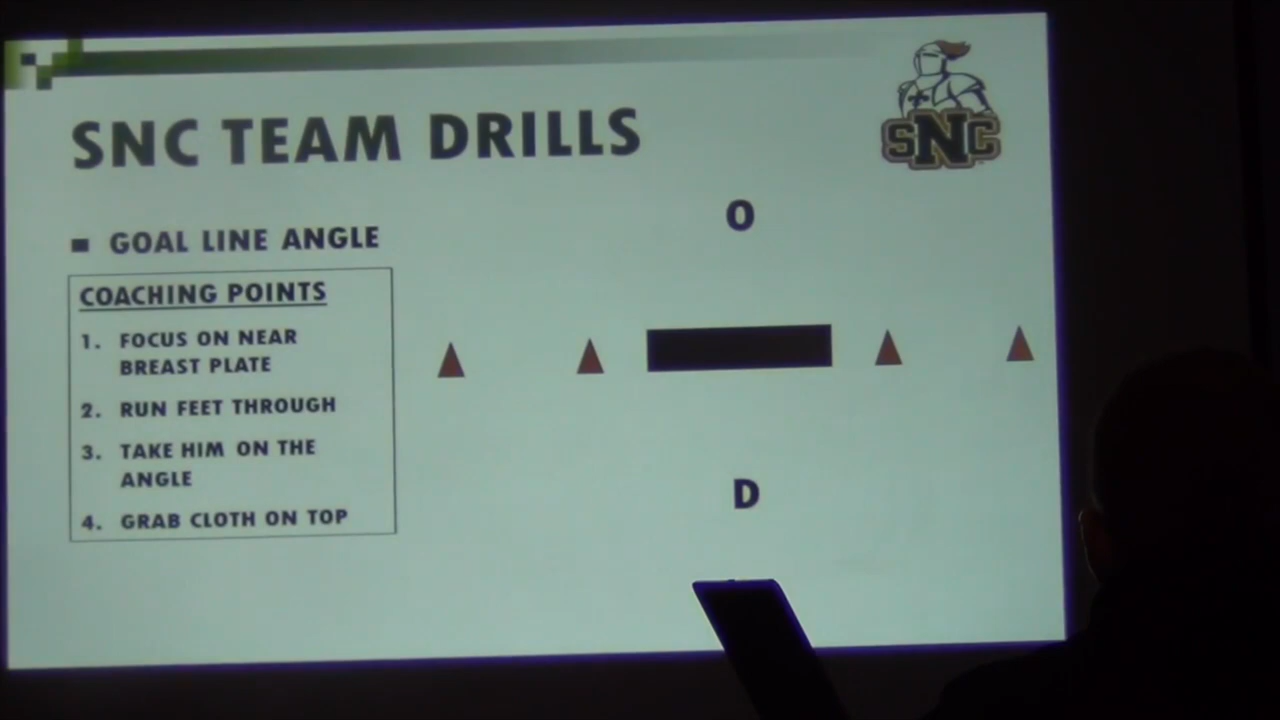 SNC TEAM DRILLS
SNC
O
■ GOAL LINE ANGLE
COACHING POINTS
1. FOCUS ON NEAR
BREAST PLATE
2. RUN FEET THROUGH
3. TAKE HIM ON THE
ANGLE
4. GRAB CLOTH ON TOP
D